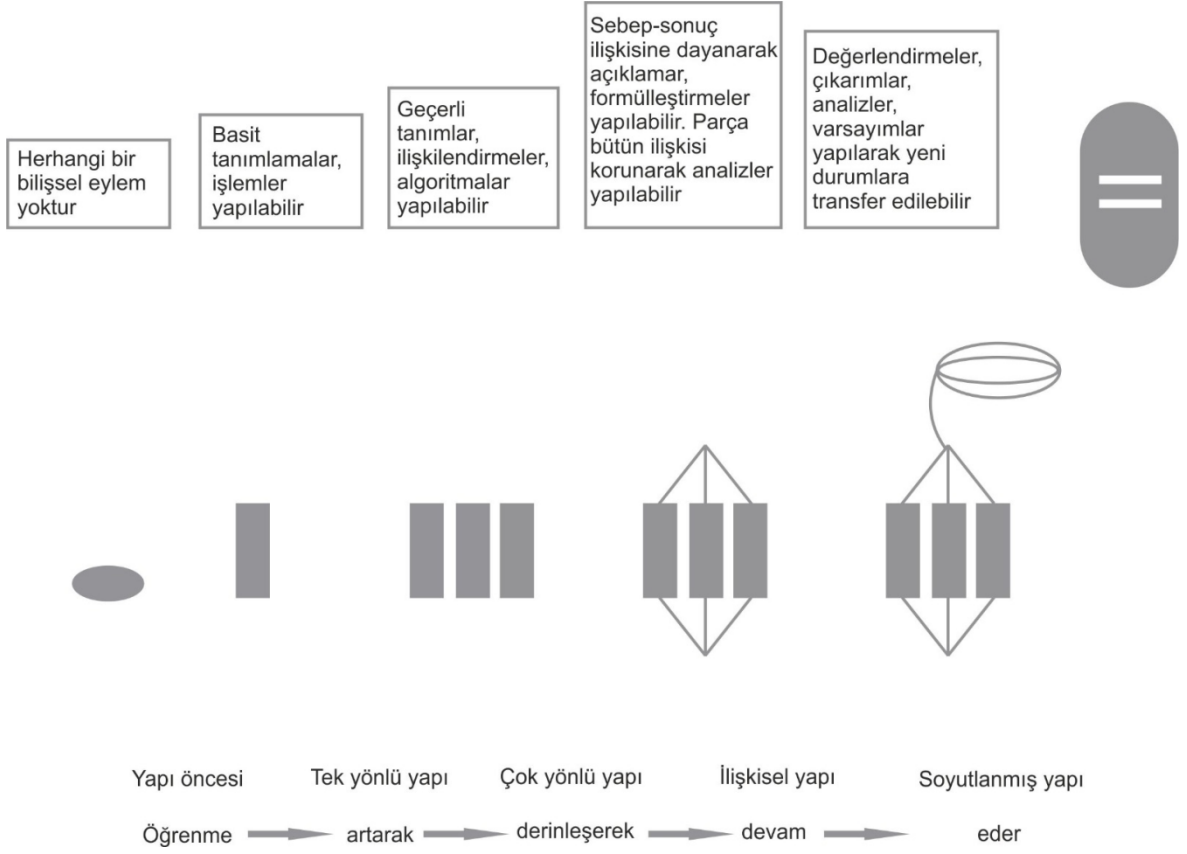 Herhangi bir
bilişsel eylem
yoktur
Basit
tanımlamalar,
işlemler
yapılabilir
Geçerli
tanımlar,
ilişkilendirmeler,
algoritmalar
yapılabilir
Sebep-sonuç
ilişkisine dayanarak
açıklamar,
formülleştirmeler
yapılabilir. Parça
bütün ilişkisi
korunarak analizler
yapılabilir
Değerlendirmeler,
çıkarımlar,
analizler,
varsayımlar
yapılarak yeni
durumlara
transfer edilebilir
Yapı öncesi
Tek yönlü yapı
Çok yönlü yapı
İlişkisel yapı
Soyutlanmış yapı
Öğrenme
artarak
derinleşerek
devam
eder